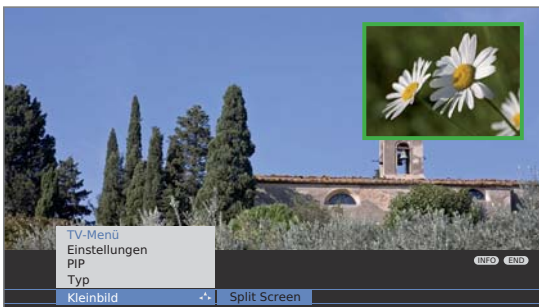 TV-Menü
Einstellungen
PIP
INFO END
Typ
Kleinbild Split Screen